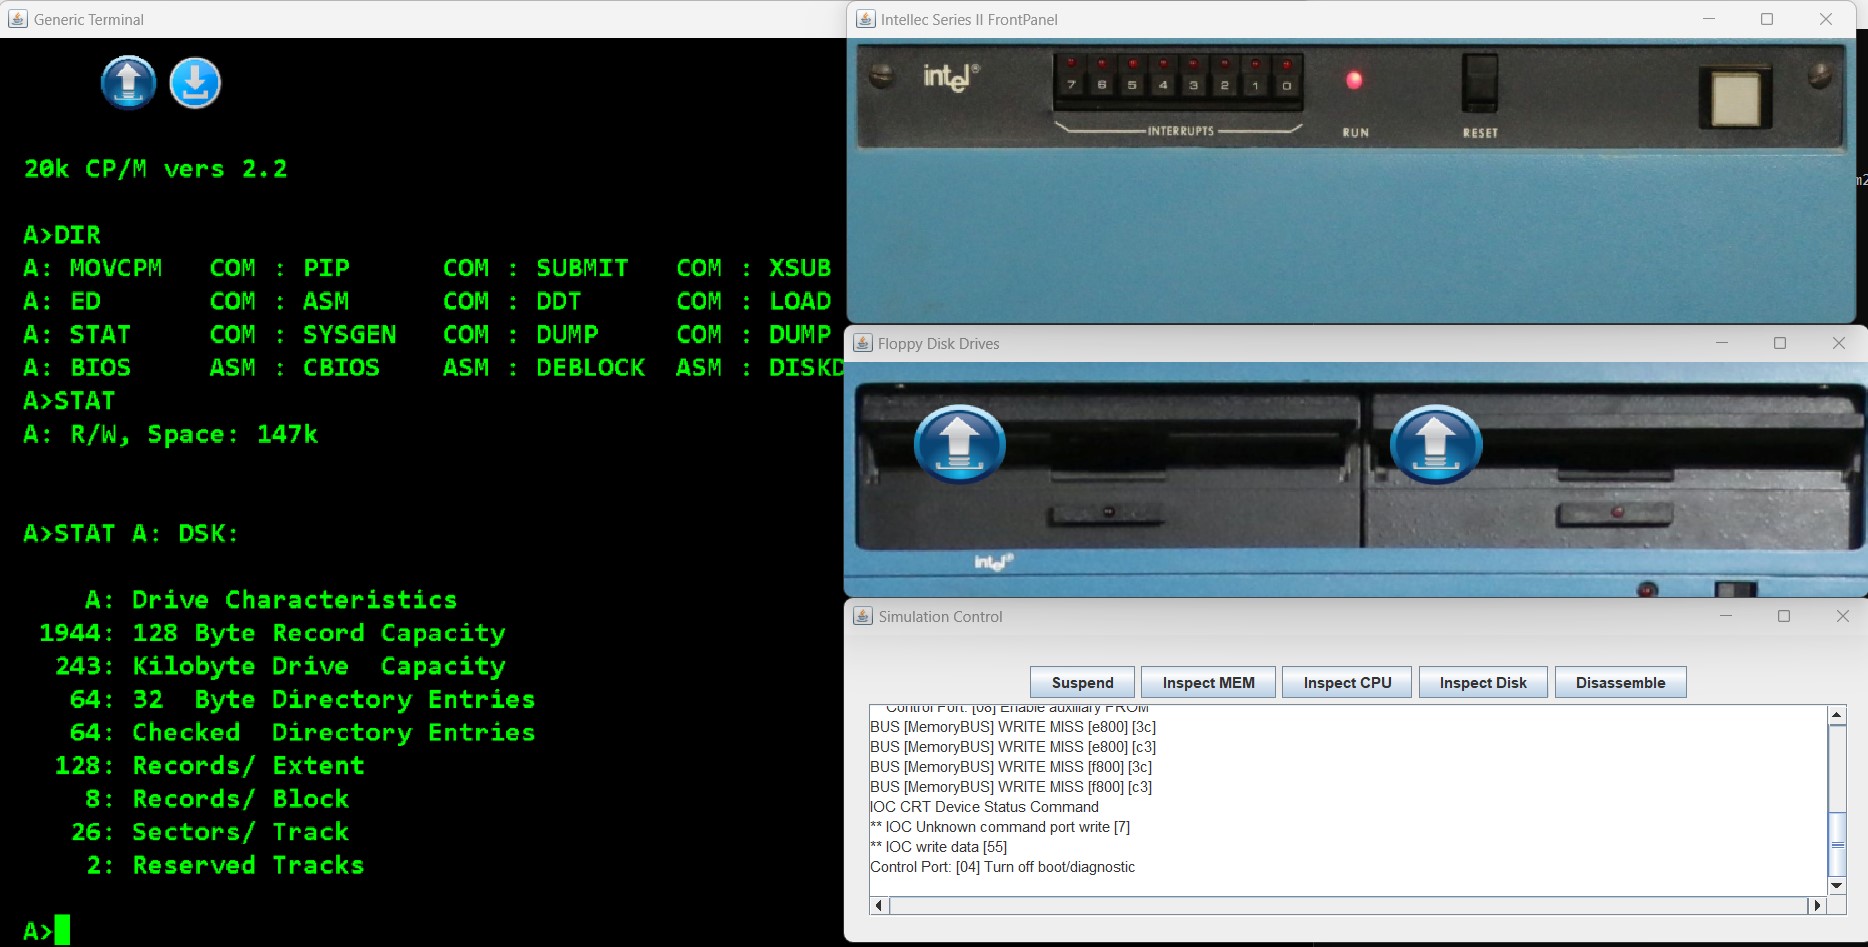 Generic Terminal
20k CP/M vers 2.2
A>DIR
A: MOVCPM   COM : PIP      COM : SUBMIT   COM : XSUB
A: ED       COM : ASM      COM : DDT      COM : LOAD
A: STAT     COM : SYSGEN   COM : DUMP     COM : DUMP
A: BIOS     ASM : CBIOS    ASM : DEBLOCK  ASM : DISKD
A>STAT
A: R/W, Space: 147k
A>STAT A: DSK:
    A: Drive Characteristics
 1944: 128 Byte Record Capacity
  243: Kilobyte Drive  Capacity
   64: 32  Byte Directory Entries
   64: Checked  Directory Entries
  128: Records/ Extent
    8: Records/ Block
   26: Sectors/ Track
    2: Reserved Tracks
A>
Intellec Series II FrontPanel
intel®
7 6 5 4 3 2 1 0
INTERRUPTS
RUN
RESET
Floppy Disk Drives
intel®
Simulation Control
Suspend
Inspect MEM
Inspect CPU
Inspect Disk
Disassemble
Control Port: [08] Enable auxiliary PROM
BUS [MemoryBUS] WRITE MISS [e800] [3c]
BUS [MemoryBUS] WRITE MISS [e800] [c3]
BUS [MemoryBUS] WRITE MISS [f800] [3c]
BUS [MemoryBUS] WRITE MISS [f800] [c3]
IOC CRT Device Status Command
** IOC Unknown command port write [7]
** IOC write data [55]
Control Port: [04] Turn off boot/diagnostic